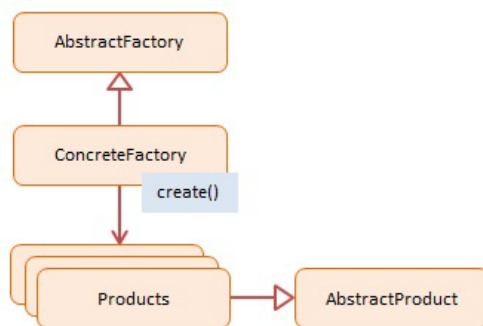 AbstractFactory
ConcreteFactory
create()
Products
AbstractProduct